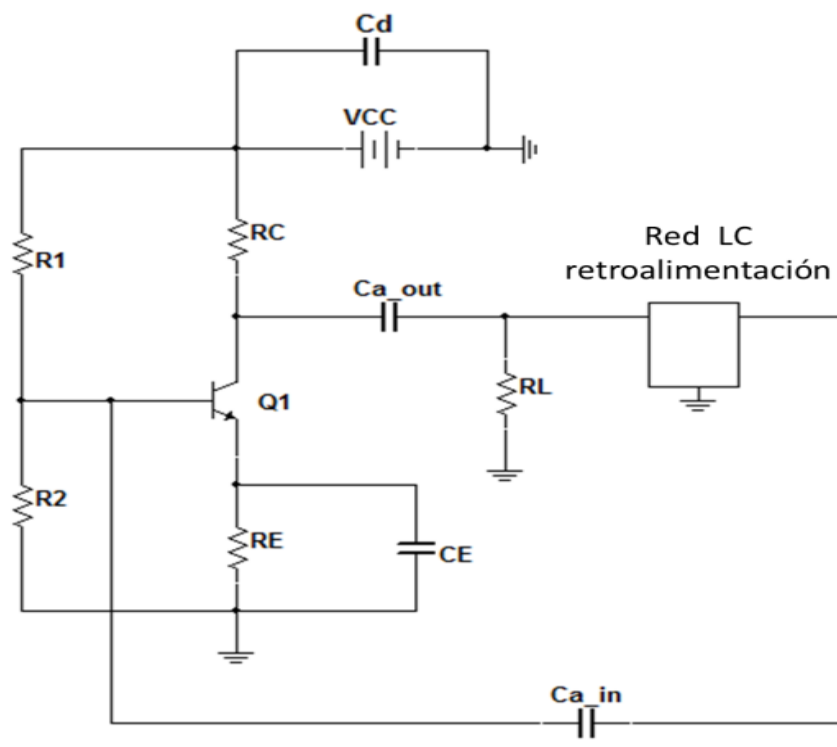 Cd
VCC
R1
RC
Red LC
retroalimentación
Ca_out
Q1
RL
R2
RE
CE
Ca_in